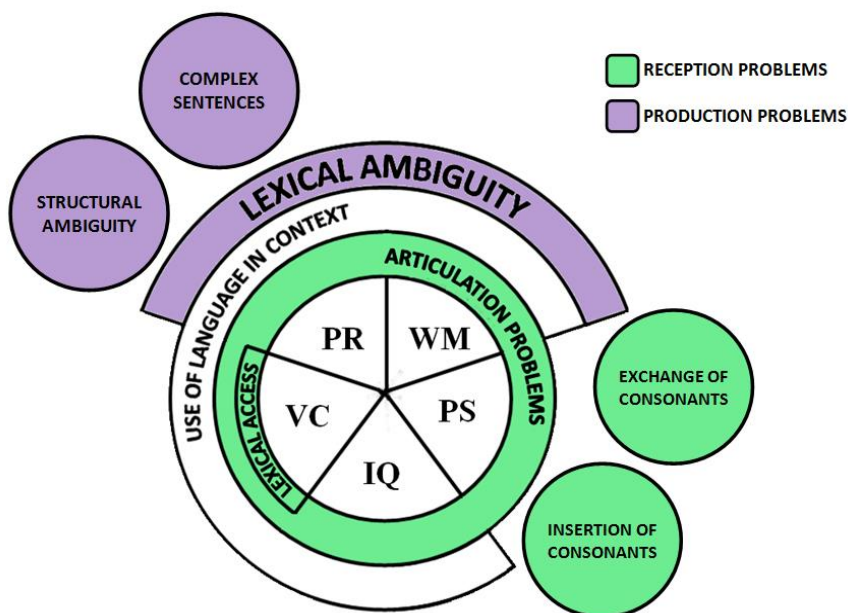 COMPLEX
SENTENCES
RECEPTION PROBLEMS
PRODUCTION PROBLEMS
STRUCTURAL
AMBIGUITY
LEXICAL AMBIGUITY
USE OF LANGUAGE IN CONTEXT
ARTICULATION PROBLEMS
LEXICAL ACCESS
PR
WM
VC
PS
IQ
EXCHANGE OF
CONSONANTS
INSERTION OF
CONSONANTS